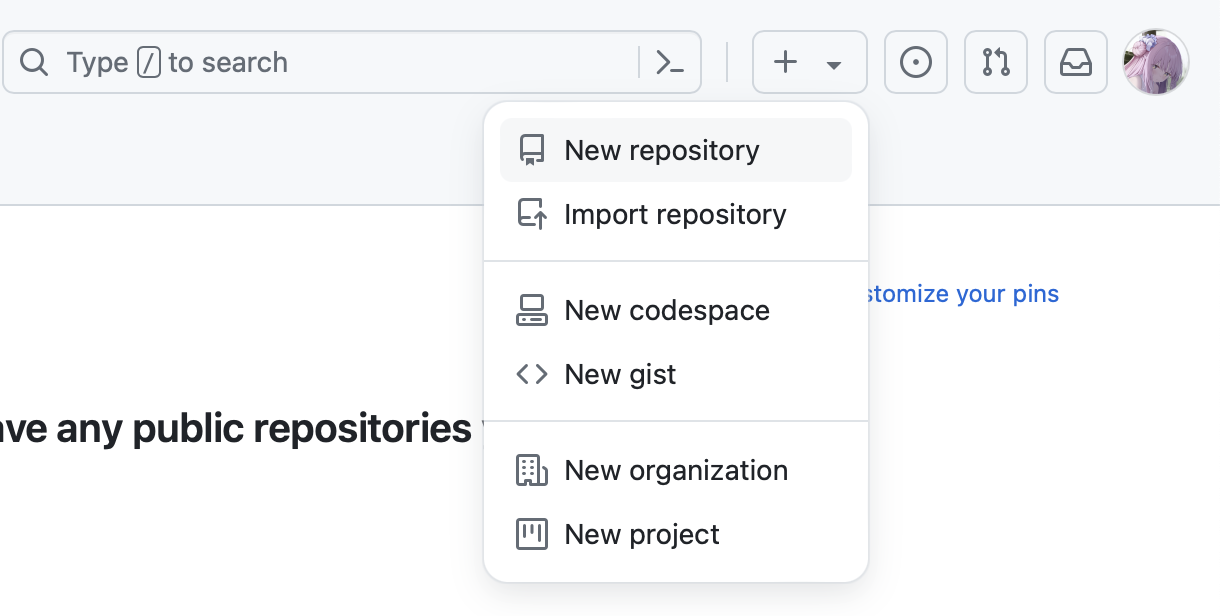 Type / to search
New repository
Import repository
New codespace
stomize your pins
New gist
ave any public repositories
New organization
New project